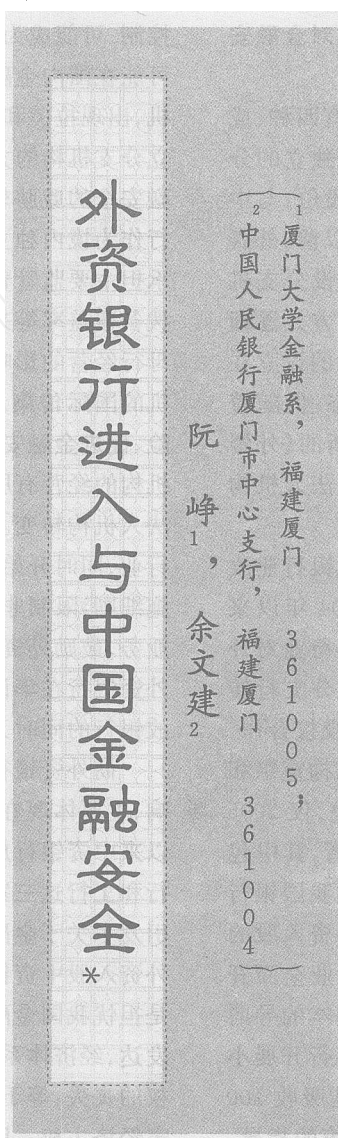 外资银行进入与中国金融安全*
阮 峥1，余文建2
(1厦门大学金融系，福建厦门 361005；
2中国人民银行厦门市中心支行，福建厦门 361004)